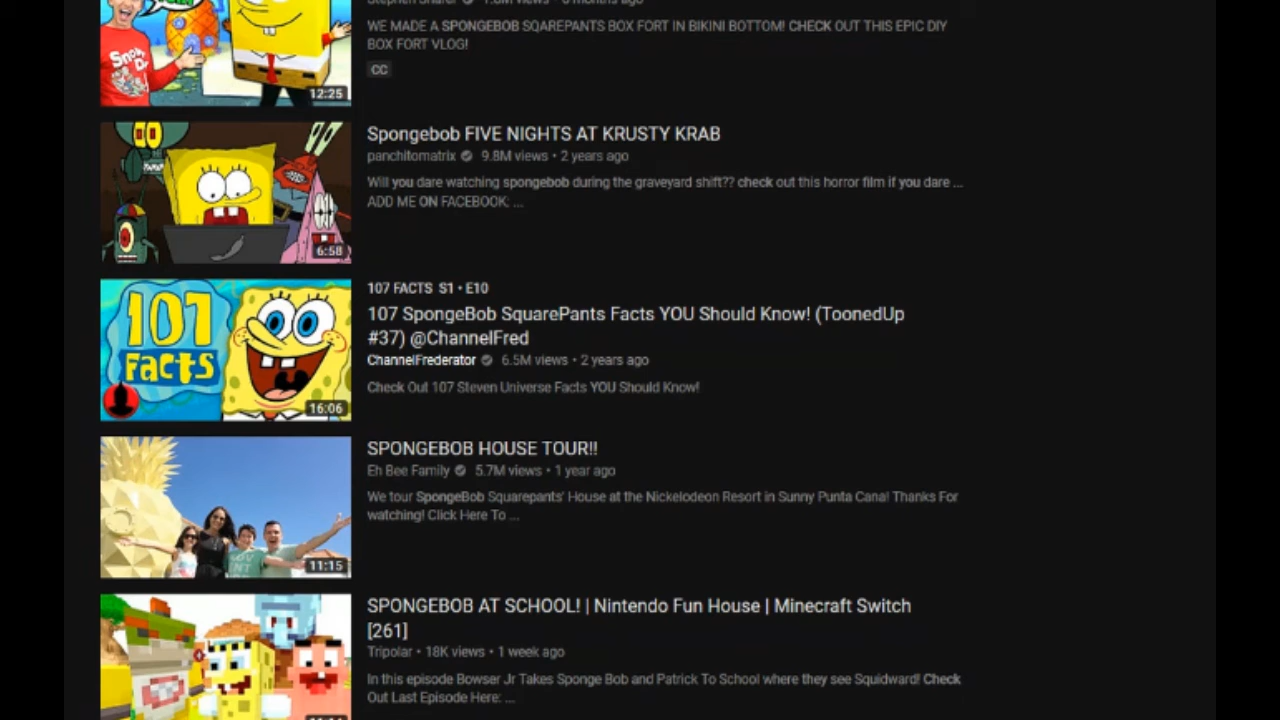 WE MADE A SPONGEBOB SQAREPANTS BOX FORT IN BIKINI BOTTOM! CHECK OUT THIS EPIC DIY
BOX FORT VLOG!
CC
12:25
Spongebob FIVE NIGHTS AT KRUSTY KRAB
panchitomatrix 9.8M views • 2 years ago
Will you dare watching spongebob during the graveyard shift?? check out this horror film if you dare ...
ADD ME ON FACEBOOK: ...
6:58
107 FACTS S1 • E10
107 SpongeBob SquarePants Facts YOU Should Know! (ToonedUp
#37) @ChannelFred
ChannelFrederator 6.5M views • 2 years ago
Check Out 107 Steven Universe Facts YOU Should Know!
107
FACTS
16:06
SPONGEBOB HOUSE TOUR!!
Eh Bee Family 5.7M views • 1 year ago
We tour SpongeBob Squarepants' House at the Nickelodeon Resort in Sunny Punta Cana! Thanks For
watching! Click Here To ...
11:15
SPONGEBOB AT SCHOOL! | Nintendo Fun House | Minecraft Switch
[261]
Tripolar • 18K views • 1 week ago
In this episode Bowser Jr Takes Sponge Bob and Patrick To School where they see Squidward! Check
Out Last Episode Here: ...